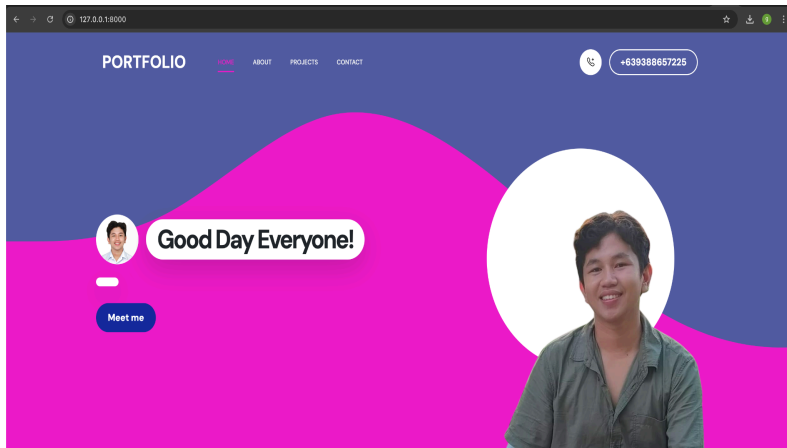 127.0.0.1:8000
PORTFOLIO HOME ABOUT PROJECTS CONTACT +639388657225
Good Day Everyone!
Meet me